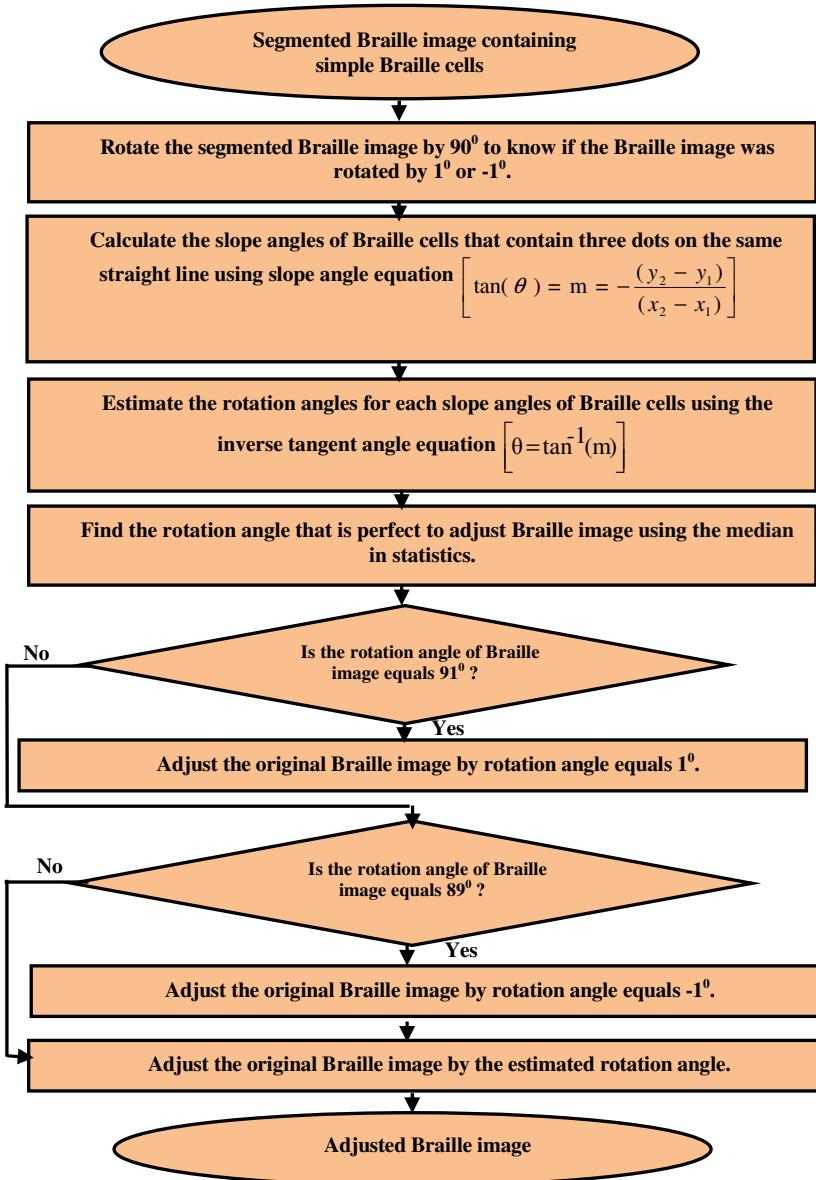 Segmented Braille image containing
simple Braille cells
Rotate the segmented Braille image by 90⁰ to know if the Braille image was
rotated by 1⁰ or -1⁰.
Calculate the slope angles of Braille cells that contain three dots on the same
straight line using slope angle equation [tan(θ) = m = −(y₂ − y₁)/(x₂ − x₁)]
Estimate the rotation angles for each slope angles of Braille cells using the
inverse tangent angle equation [θ=tan⁻¹(m)]
Find the rotation angle that is perfect to adjust Braille image using the median
in statistics.
No
Is the rotation angle of Braille
image equals 91⁰ ?
Yes
Adjust the original Braille image by rotation angle equals 1⁰.
No
Is the rotation angle of Braille
image equals 89⁰ ?
Yes
Adjust the original Braille image by rotation angle equals -1⁰.
Adjust the original Braille image by the estimated rotation angle.
Adjusted Braille image